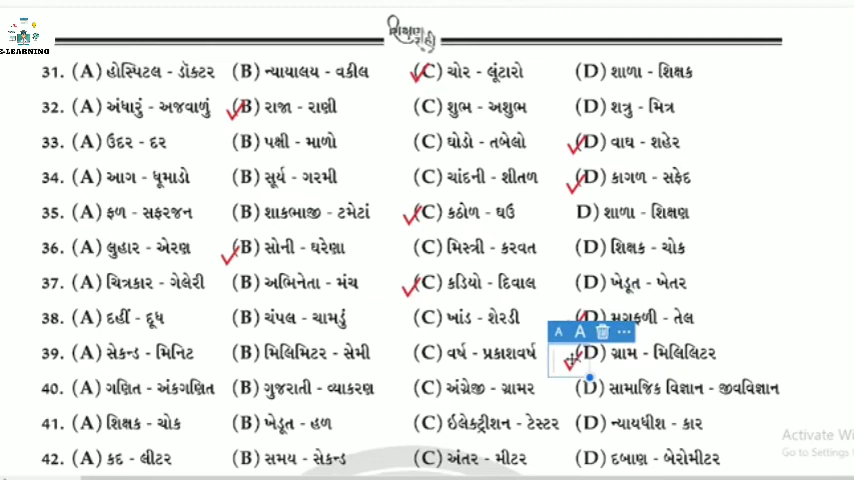 શિક્ષણ
રાહી
E-LEARNING
31. (A) હોસ્પિટલ - ડૉક્ટર (B) ન્યાયાલય - વકીલ (C) ચોર - લૂંટારો (D) શાળા - શિક્ષક
32. (A) અંધારું - અજવાળું (B) રાજા - રાણી (C) શુભ - અશુભ (D) શત્રુ - મિત્ર
33. (A) ઉંદર - દર (B) પક્ષી - માળો (C) ઘોડો - તબેલો (D) વાઘ - શહેર
34. (A) આગ - ધૂમાડો (B) સૂર્ય - ગરમી (C) ચાંદની - શીતળ (D) કાગળ - સફેદ
35. (A) ફળ - સફરજન (B) શાકભાજી - ટમેટાં (C) કઠોળ - ઘઉં D) શાળા - શિક્ષણ
36. (A) લુહાર - એરણ (B) સોની - ઘરેણા (C) મિસ્ત્રી - કરવત (D) શિક્ષક - ચોક
37. (A) ચિત્રકાર - ગેલેરી (B) અભિનેતા - મંચ (C) કડિયો - દિવાલ (D) ખેડૂત - ખેતર
38. (A) દહીં - દૂધ (B) ચંપલ - ચામડું (C) ખાંડ - શેરડી (D) મગફળી - તેલ
39. (A) સેકન્ડ - મિનિટ (B) મિલિમિટર - સેમી (C) વર્ષ - પ્રકાશવર્ષ (D) ગ્રામ - મિલિલિટર
40. (A) ગણિત - અંકગણિત (B) ગુજરાતી - વ્યાકરણ (C) અંગ્રેજી - ગ્રામર (D) સામાજિક વિજ્ઞાન - જીવવિજ્ઞાન
41. (A) શિક્ષક - ચોક (B) ખેડૂત - હળ (C) ઇલેક્ટ્રીશન - ટેસ્ટર (D) ન્યાયધીશ - કાર
42. (A) કદ - લીટર (B) સમય - સેકન્ડ (C) અંતર - મીટર (D) દબાણ - બેરોમીટર
A A ...
Activate Wi
Go to Settings